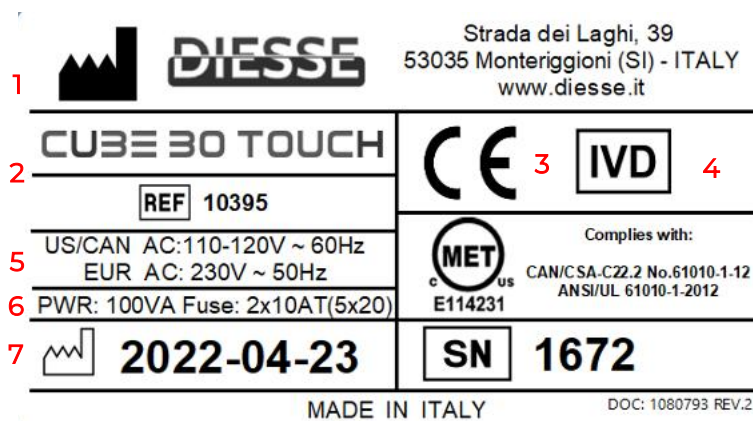 1
DIESSE
Strada dei Laghi, 39
53035 Monteriggioni (SI) - ITALY
www.diesse.it
2
CUBE 30 TOUCH
REF 10395
CE 3 IVD 4
5
US/CAN AC:110-120V ~ 60Hz
EUR AC: 230V ~ 50Hz
MET
C US
E114231
Complies with:
CAN/CSA-C22.2 No.61010-1-12
ANSI/UL 61010-1-2012
6 PWR: 100VA Fuse: 2x10AT(5x20)
7 2022-04-23
SN 1672
MADE IN ITALY
DOC: 1080793 REV.2